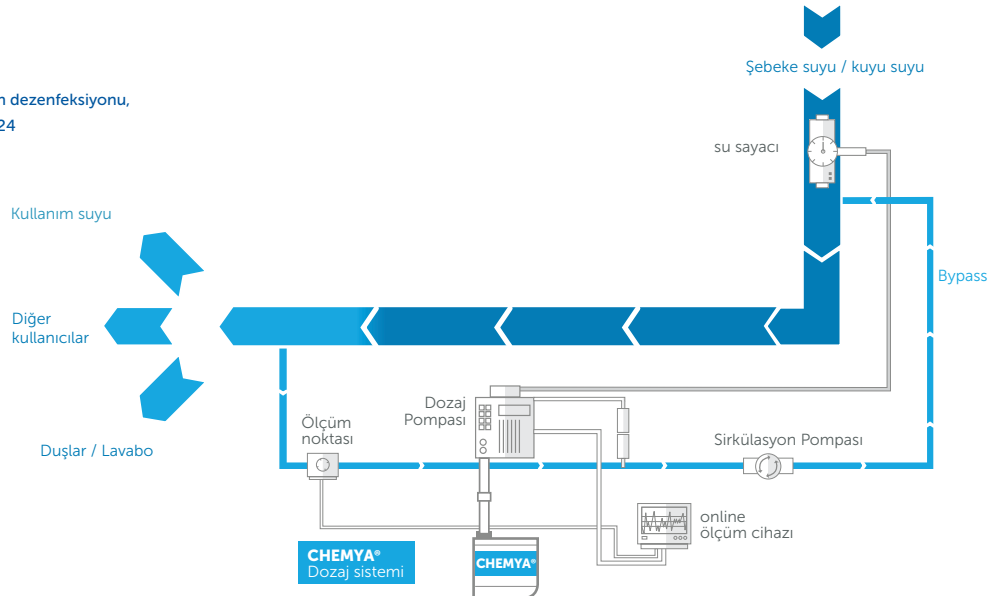 Şebeke suyu / kuyu suyu
dezenfeksiyonu,
24
su sayacı
Kullanım suyu
Bypass
Diğer
kullanıcılar
Dozaj
Pompası
Ölçüm
noktası
Sirkülasyon Pompası
Duşlar / Lavabo
online
ölçüm cihazı
CHEMYA®
Dozaj sistemi
CHEMYA®